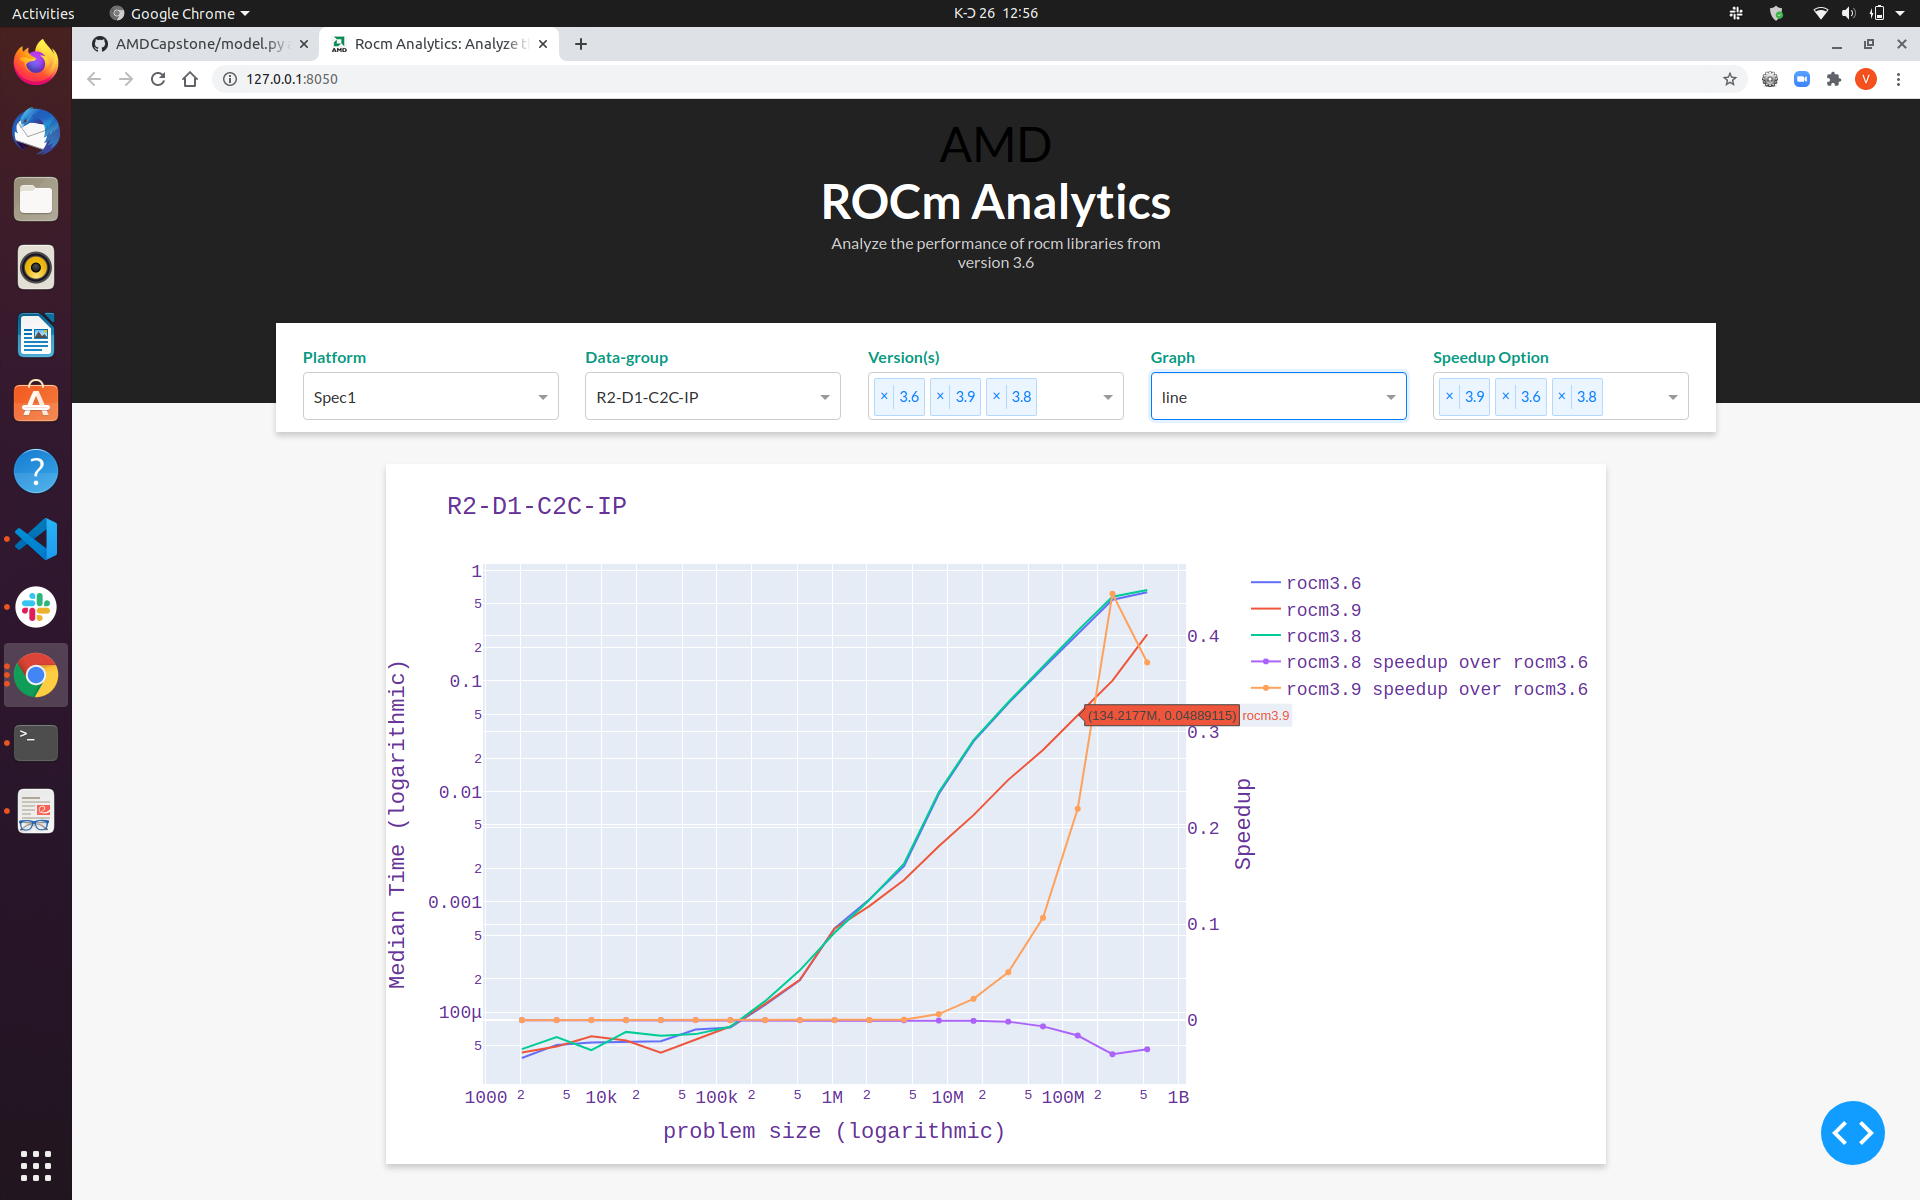 Activities
Google Chrome
K-Ɔ 26 12:56
AMDCapstone/model.py
Rocm Analytics: Analyze t
127.0.0.1:8050
V
AMD
ROCm Analytics
Analyze the performance of rocm libraries from
version 3.6
Platform
Data-group
Version(s)
Graph
Speedup Option
Spec1
R2-D1-C2C-IP
× 3.6 × 3.9 × 3.8
line
× 3.9 × 3.6 × 3.8
R2-D1-C2C-IP
1
5
2
0.1
5
2
0.01
5
2
0.001
5
2
100μ
5
Median Time (logarithmic)
1000 2 5 10k 2 5 100k 2 5 1M 2 5 10M 2 5 100M 2 5 1B
problem size (logarithmic)
0.4
0.3
0.2
0.1
0
Speedup
rocm3.6
rocm3.9
rocm3.8
rocm3.8 speedup over rocm3.6
rocm3.9 speedup over rocm3.6
(134.2177M, 0.04889115) rocm3.9